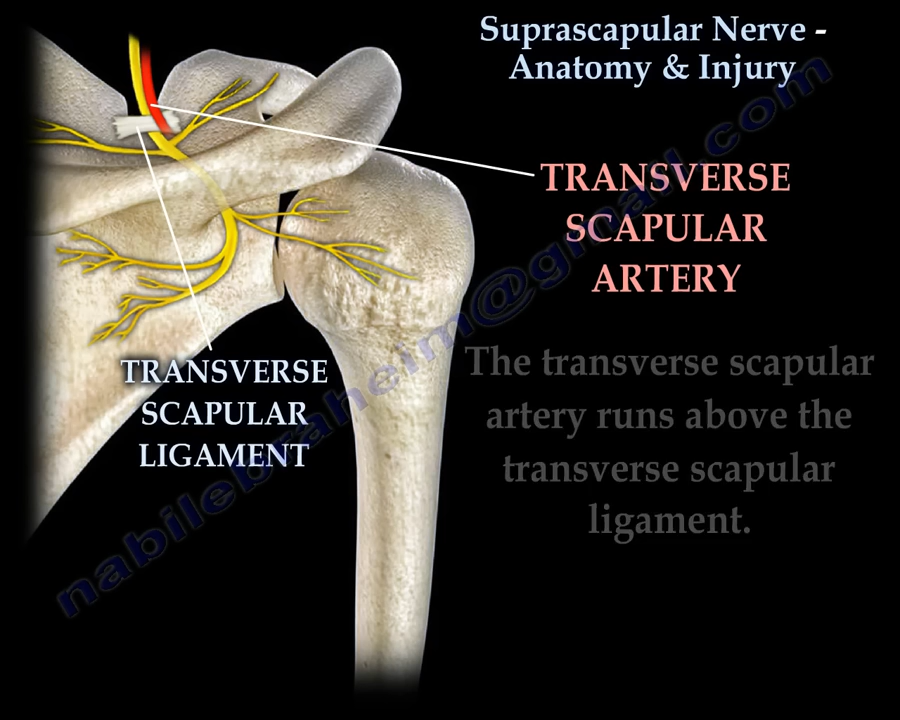 Suprascapular Nerve -
Anatomy & Injury
TRANSVERSE
SCAPULAR
ARTERY
The transverse scapular
artery runs above the
transverse scapular
ligament.
TRANSVERSE
SCAPULAR
LIGAMENT
nabilebraheim@gmail.com